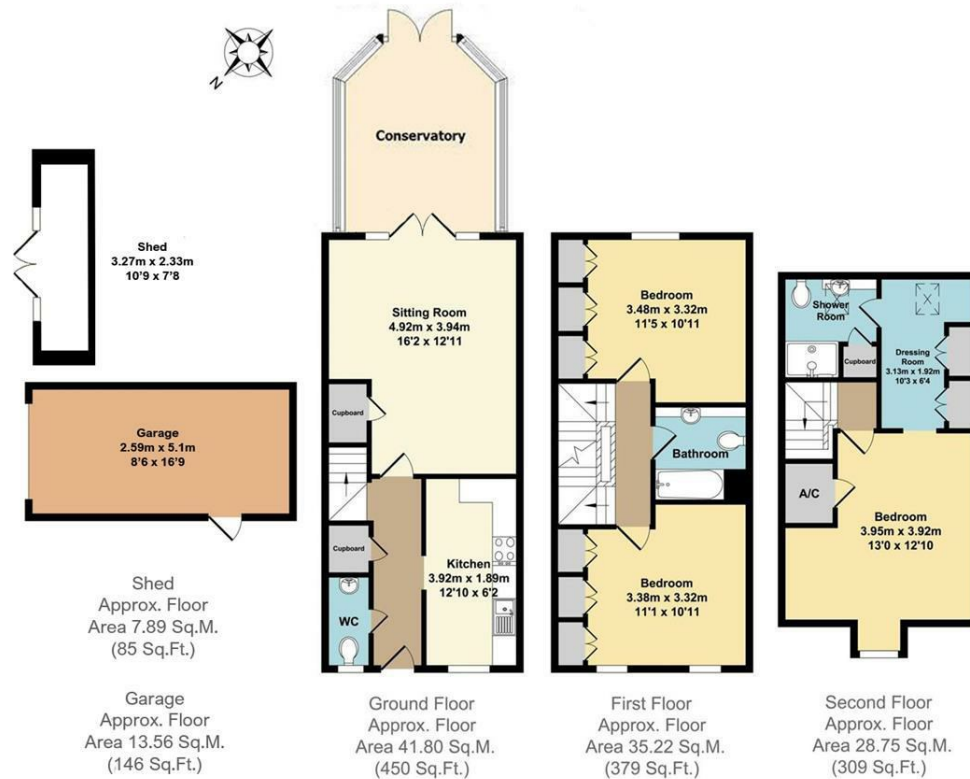 N
Conservatory
Shed
3.27m x 2.33m
10'9 x 7'8
Garage
2.59m x 5.1m
8'6 x 16'9
Shed
Approx. Floor
Area 7.89 Sq.M.
(85 Sq.Ft.)
Garage
Approx. Floor
Area 13.56 Sq.M.
(146 Sq.Ft.)
Sitting Room
4.92m x 3.94m
16'2 x 12'11
Cupboard
Cupboard
WC
Kitchen
3.92m x 1.89m
12'10 x 6'2
Ground Floor
Approx. Floor
Area 41.80 Sq.M.
(450 Sq.Ft.)
Bedroom
3.48m x 3.32m
11'5 x 10'11
Bathroom
Bedroom
3.38m x 3.32m
11'1 x 10'11
First Floor
Approx. Floor
Area 35.22 Sq.M.
(379 Sq.Ft.)
Shower
Room
Cupboard
Dressing
Room
3.13m x 1.92m
10'3 x 6'4
A/C
Bedroom
3.95m x 3.92m
13'0 x 12'10
Second Floor
Approx. Floor
Area 28.75 Sq.M.
(309 Sq.Ft.)